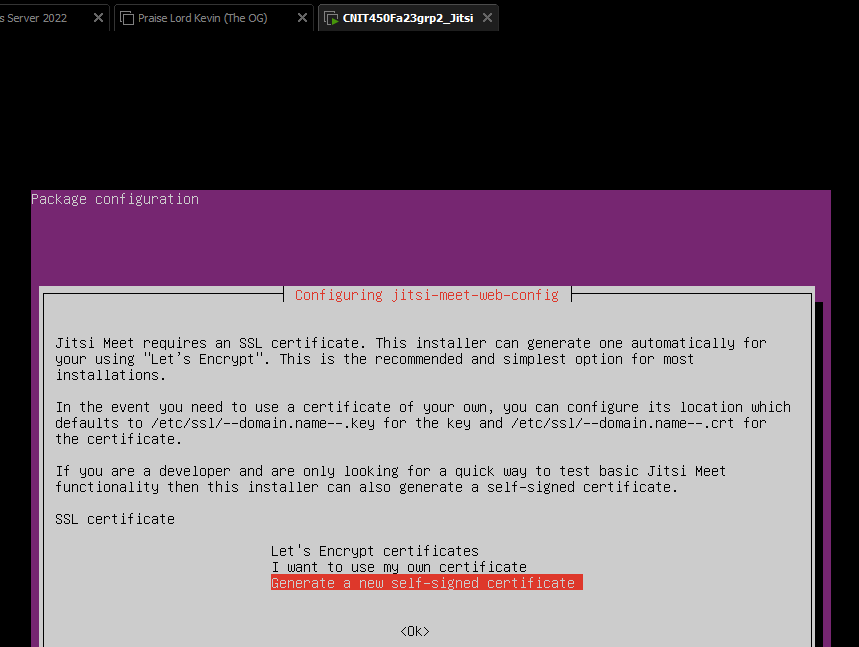 s Server 2022
Praise Lord Kevin (The OG)
CNIT450Fa23grp2_Jitsi
Package configuration
Configuring jitsi-meet-web-config
Jitsi Meet requires an SSL certificate. This installer can generate one automatically for
your using "Let's Encrypt". This is the recommended and simplest option for most
installations.
In the event you need to use a certificate of your own, you can configure its location which
defaults to /etc/ssl/--domain.name--.key for the key and /etc/ssl/--domain.name--.crt for
the certificate.
If you are a developer and are only looking for a quick way to test basic Jitsi Meet
functionality then this installer can also generate a self-signed certificate.
SSL certificate
Let's Encrypt certificates
I want to use my own certificate
Generate a new self-signed certificate
<Ok>